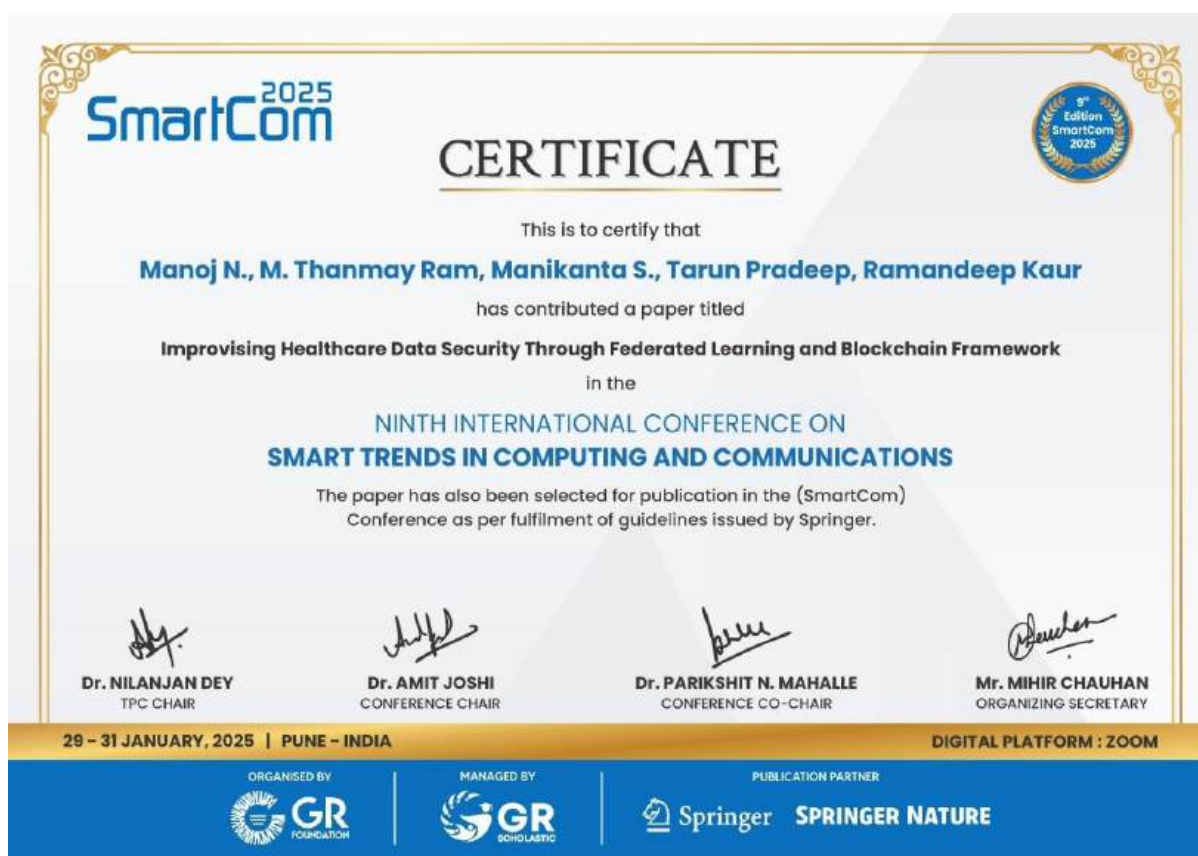 SmartCom 2025
9th
Edition
SmartCom
2025
CERTIFICATE
This is to certify that
Manoj N., M. Thanmay Ram, Manikanta S., Tarun Pradeep, Ramandeep Kaur
has contributed a paper titled
Improvising Healthcare Data Security Through Federated Learning and Blockchain Framework
in the
NINTH INTERNATIONAL CONFERENCE ON
SMART TRENDS IN COMPUTING AND COMMUNICATIONS
The paper has also been selected for publication in the (SmartCom)
Conference as per fulfilment of guidelines issued by Springer.
Dr. NILANJAN DEY
TPC CHAIR
Dr. AMIT JOSHI
CONFERENCE CHAIR
Dr. PARIKSHIT N. MAHALLE
CONFERENCE CO-CHAIR
Mr. MIHIR CHAUHAN
ORGANIZING SECRETARY
29 – 31 JANUARY, 2025 | PUNE – INDIA
DIGITAL PLATFORM : ZOOM
ORGANISED BY
GR
FOUNDATION
MANAGED BY
GR
SCHOLASTIC
PUBLICATION PARTNER
Springer SPRINGER NATURE